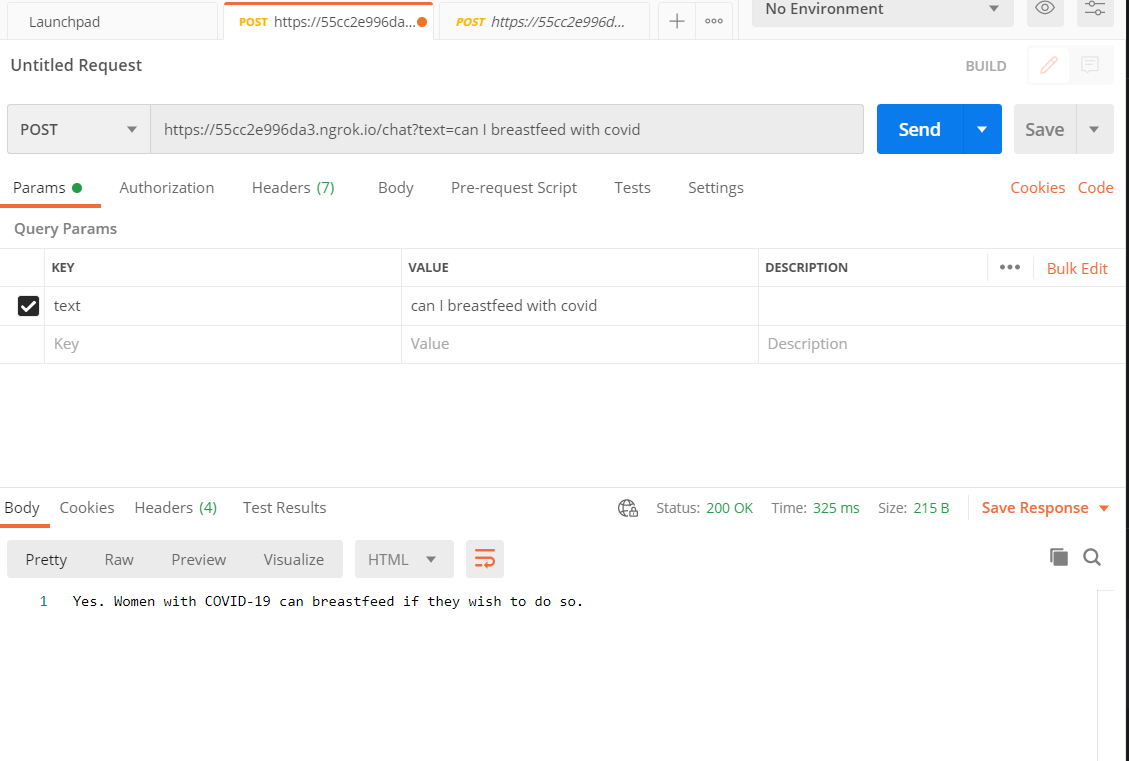 Launchpad POST https://55cc2e996da... POST https://55cc2e996d... No Environment
Untitled Request BUILD
POST https://55cc2e996da3.ngrok.io/chat?text=can I breastfeed with covid Send Save
Params Authorization Headers (7) Body Pre-request Script Tests Settings Cookies Code
Query Params
KEY VALUE DESCRIPTION Bulk Edit
text can I breastfeed with covid
Key Value Description
Body Cookies Headers (4) Test Results Status: 200 OK Time: 325 ms Size: 215 B Save Response
Pretty Raw Preview Visualize HTML
1 Yes. Women with COVID-19 can breastfeed if they wish to do so.